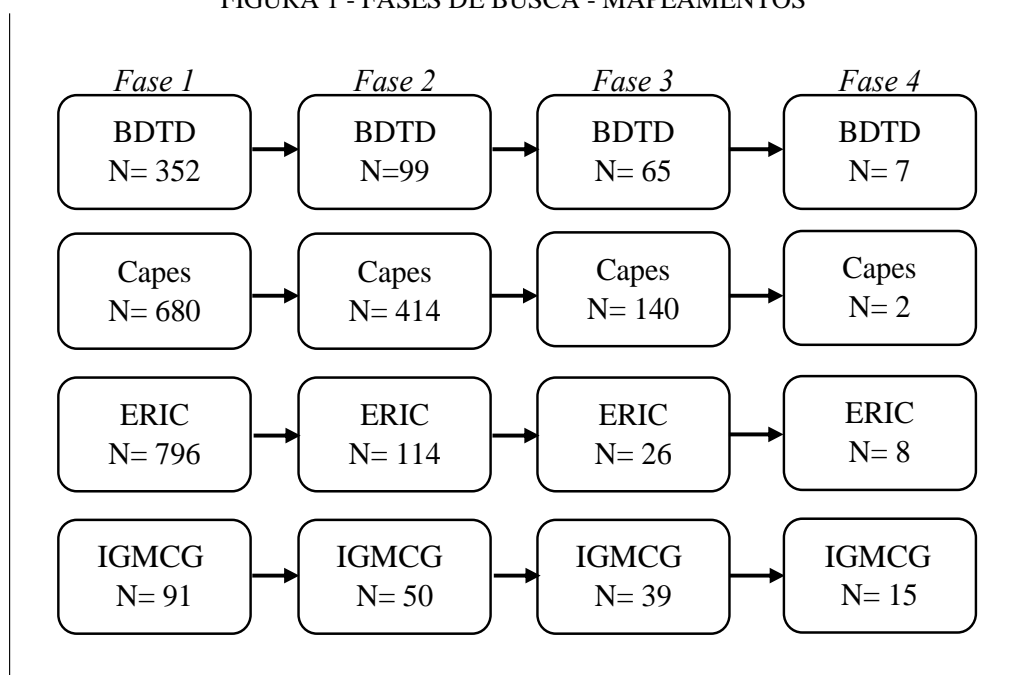 FIGURA 1 - FASES DE BUSCA - MAPEAMENTOS
Fase 1
Fase 2
Fase 3
Fase 4
BDTD
N= 352
BDTD
N=99
BDTD
N= 65
BDTD
N= 7
Capes
N= 680
Capes
N= 414
Capes
N= 140
Capes
N= 2
ERIC
N= 796
ERIC
N= 114
ERIC
N= 26
ERIC
N= 8
IGMCG
N= 91
IGMCG
N= 50
IGMCG
N= 39
IGMCG
N= 15